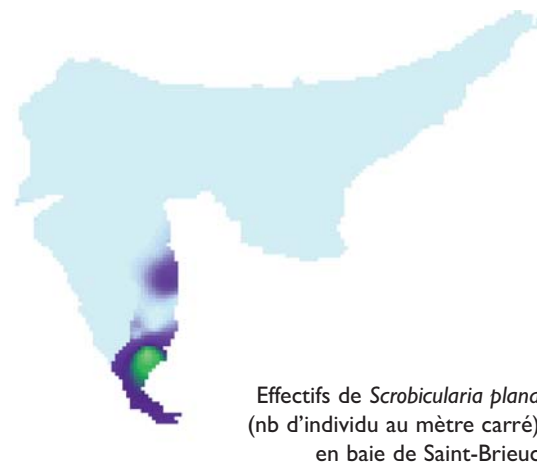 Effectifs de Scrobicularia plana
(nb d'individu au mètre carré)
en baie de Saint-Brieuc